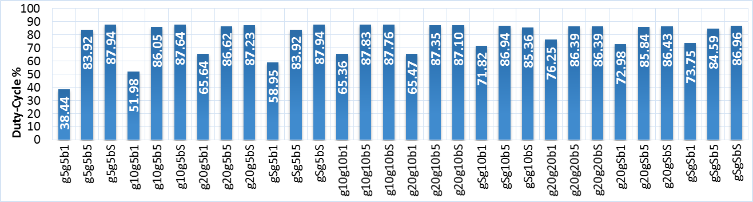 100
90
80
70
60
50
40
30
20
10
0
Duty-Cycle %
38.44
83.92
87.94
51.98
86.05
87.64
65.64
86.62
87.23
58.95
83.92
87.94
65.36
87.83
87.76
65.47
87.35
87.10
71.82
86.94
85.36
76.25
86.39
86.39
72.98
85.84
86.43
73.75
84.59
86.96
g5g5b1
g5g5b5
g5g5bS
g10g5b1
g10g5b5
g10g5bS
g20g5b1
g20g5b5
g20g5bS
gSg5b1
gSg5b5
gSg5bS
g10g10b1
g10g10b5
g10g10bS
g20g10b1
g20g10b5
g20g10bS
gSg10b1
gSg10b5
gSg10bS
g20g20b1
g20g20b5
g20g20bS
g20gSb1
g20gSb5
g20gSbS
gSgSb1
gSgSb5
gSgSbS